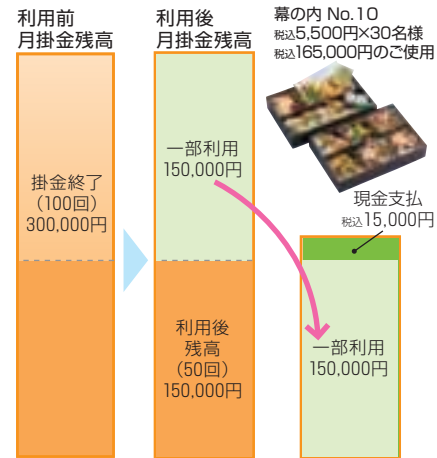 利用前
月掛金残高
掛金終了
(100回)
300,000円
利用後
月掛金残高
一部利用
150,000円
利用後
残高
(50回)
150,000円
幕の内 No.10
税込5,500円×30名様
税込165,000円のご使用
現金支払
税込15,000円
一部利用
150,000円